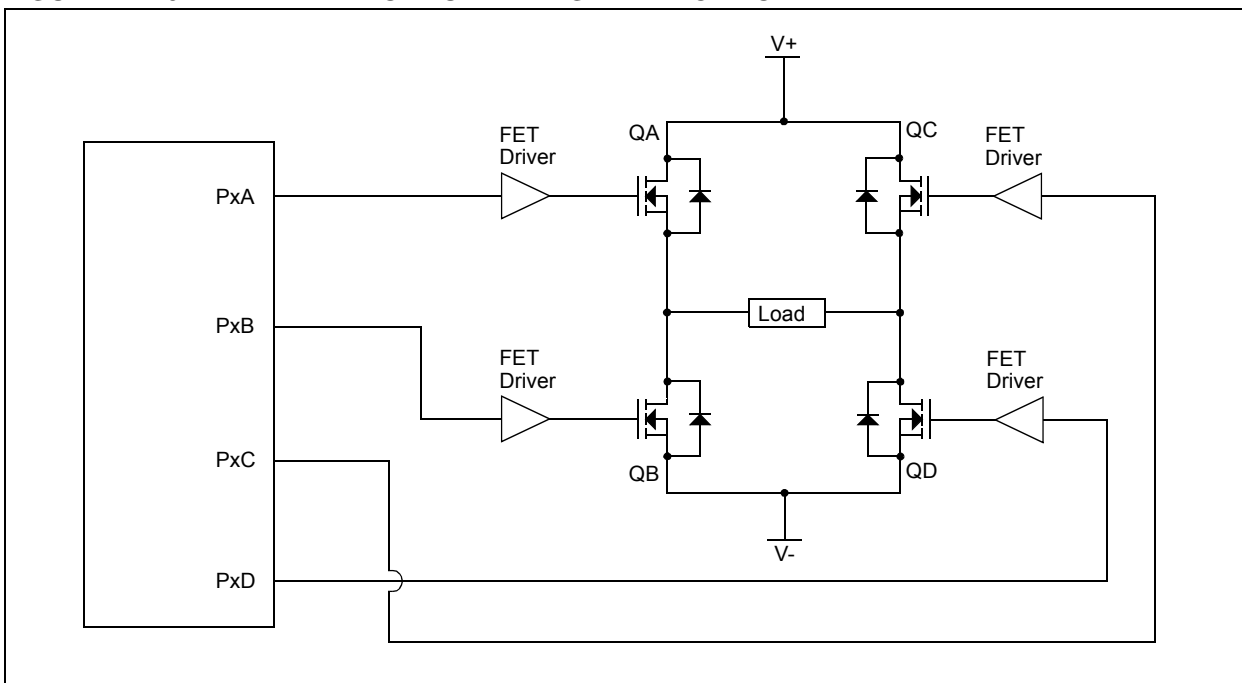 V+
QA
QC
FET
Driver
FET
Driver
PxA
PxB
Load
FET
Driver
FET
Driver
PxC
QB
QD
V-
PxD